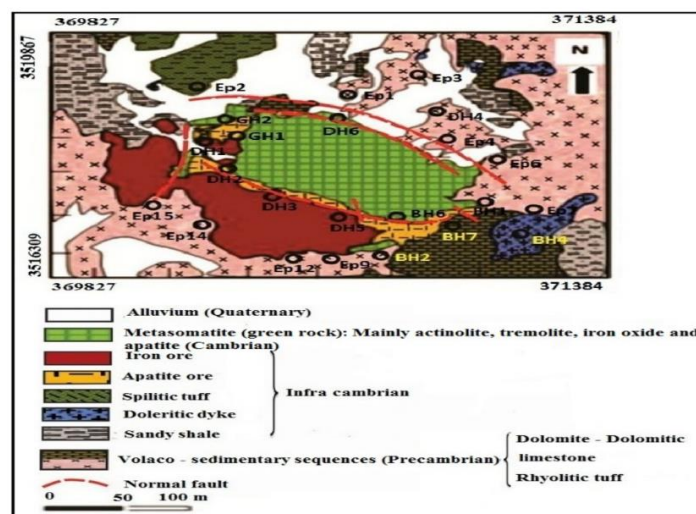 369827 371384
3519867
N
Ep2 Ep1 Ep3
GH2 DH6 DH4
GH1 Ep4
DH1 Ep6
DH2
DH3
Ep15 DH5 BH6
Ep14 BH7 BH9
Ep12 Ep9 BH2
3516309
369827 371384
Alluvium (Quaternary)
Metasomatite (green rock): Mainly actinolite, tremolite, iron oxide and
apatite (Cambrian)
Iron ore
Apatite ore
Infra cambrian
Spilitic tuff
Doleritic dyke
Sandy shale
Dolomite - Dolomitic
Volaco - sedimentary sequences (Precambrian)
limestone
Rhyolitic tuff
Normal fault
0 50 100 m